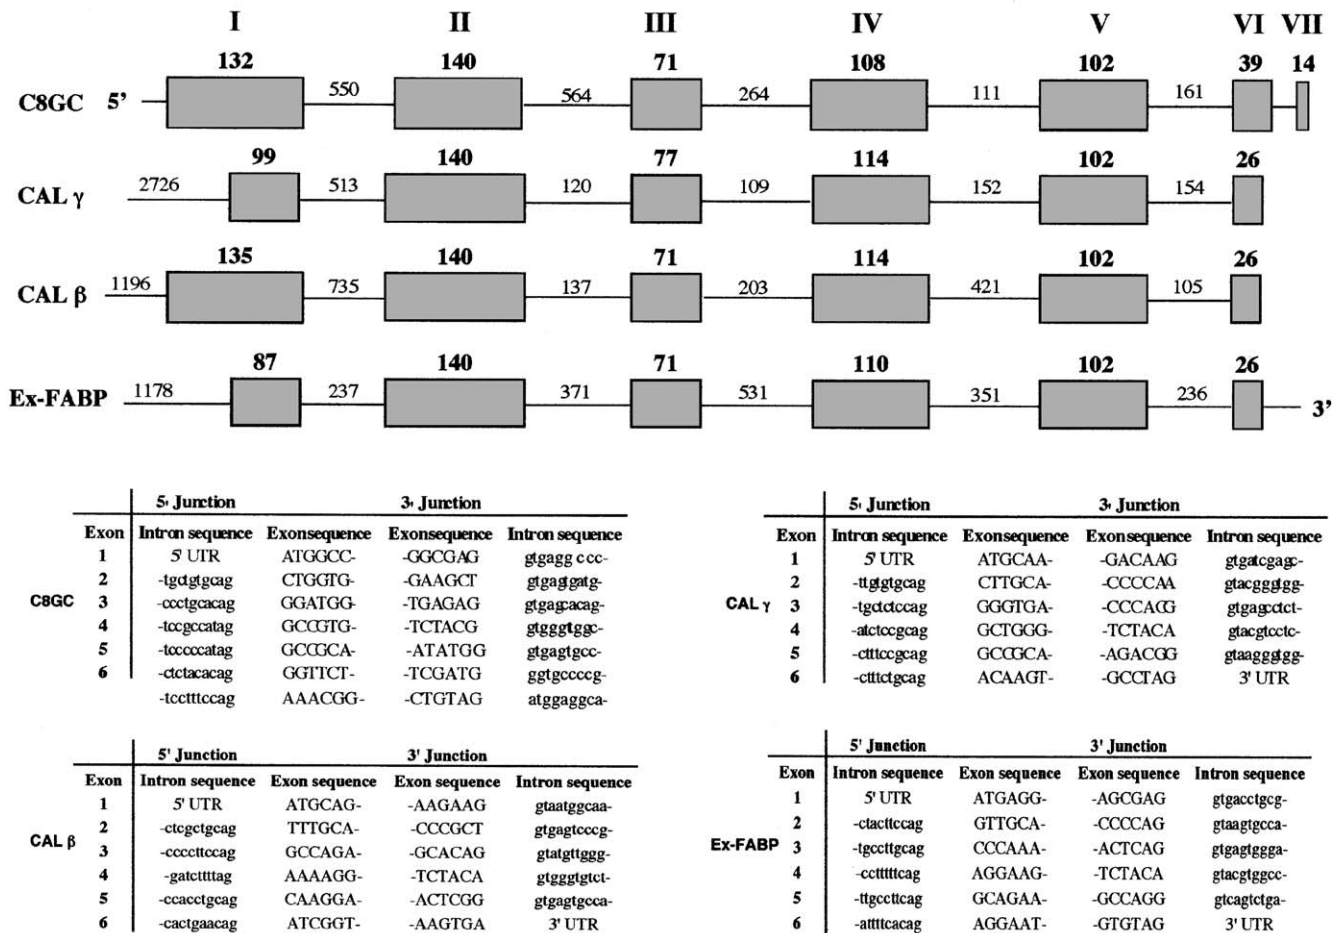 I II III IV V VI VII
132 140 71 108 102 39 14
C8GC 5' 550 564 264 111 161
99 140 77 114 102 26
CAL γ 2726 513 120 109 152 154
135 140 71 114 102 26
CAL β 1196 735 137 203 421 105
87 140 71 110 102 26
Ex-FABP 1178 237 371 531 351 236 3'
5' Junction 3' Junction
Exon Intron sequence Exonsequence Exonsequence Intron sequence
1 5' UTR ATGGCC- -GGCGAG gtgagg ccc-
2 -tgctgtgcag CTGGTG- -GAAGCT gtgagtgatg-
C8GC 3 -ccctgcacag GGATGG- -TGAGAG gtgagcacag-
4 -tccgccatag GCCGTG- -TCTACG gtgggtggc-
5 -tcccccatag GCCGCA- -ATATGG gtgagtgcc-
6 -ctctacacag GGTTCT- -TCGATG ggtgccccg-
-tcctttccag AAACGG- -CTGTAG atggaggca-
5' Junction 3' Junction
Exon Intron sequence Exonsequence Exonsequence Intron sequence
1 5' UTR ATGCAA- -GACAAG gtgatcgagc-
2 -ttgtgtgcag CTTGCA- -CCCCAA gtacgggtgg-
CAL γ 3 -tgctctccag GGGTGA- -CCCAGG gtgagcctct-
4 -atctccgcag GCTGGG- -TCTACA gtacgtcctc-
5 -ctttccgcag GCCGCA- -AGACGG gtaagggtgg-
6 -ctttctgcag ACAAGT- -GCCTAG 3' UTR
5' Junction 3' Junction
Exon Intron sequence Exon sequence Exon sequence Intron sequence
1 5' UTR ATGCAG- -AAGAAG gtaatggcaa-
2 -ctcgctgcag TTTGCA- -CCCGCT gtgagtcccg-
CAL β 3 -ccccttccag GCCAGA- -GCACAG gtatgttggg-
4 -gatcttttag AAAAGG- -TCTACA gtgggtgtct-
5 -ccacctgcag CAAGGA- -ACTCGG gtgagtgcca-
6 -cactgaacag ATCGGT- -AAGTGA 3' UTR
5' Junction 3' Junction
Exon Intron sequence Exon sequence Exon sequence Intron sequence
1 5' UTR ATGAGG- -AGCGAG gtgacctgcg-
2 -ctacttccag GTTGCA- -CCCCAG gtaagtgcca-
Ex-FABP 3 -tgccttgcag CCCAAA- -ACTCAG gtgagtggga-
4 -cctttttcag AGGAAG- -TCTACA gtacgtggcc-
5 -ttgccttcag GCAGAA- -GCCAGG gtcagtctga-
6 -attttcacag AGGAAT- -GTGTAG 3' UTR